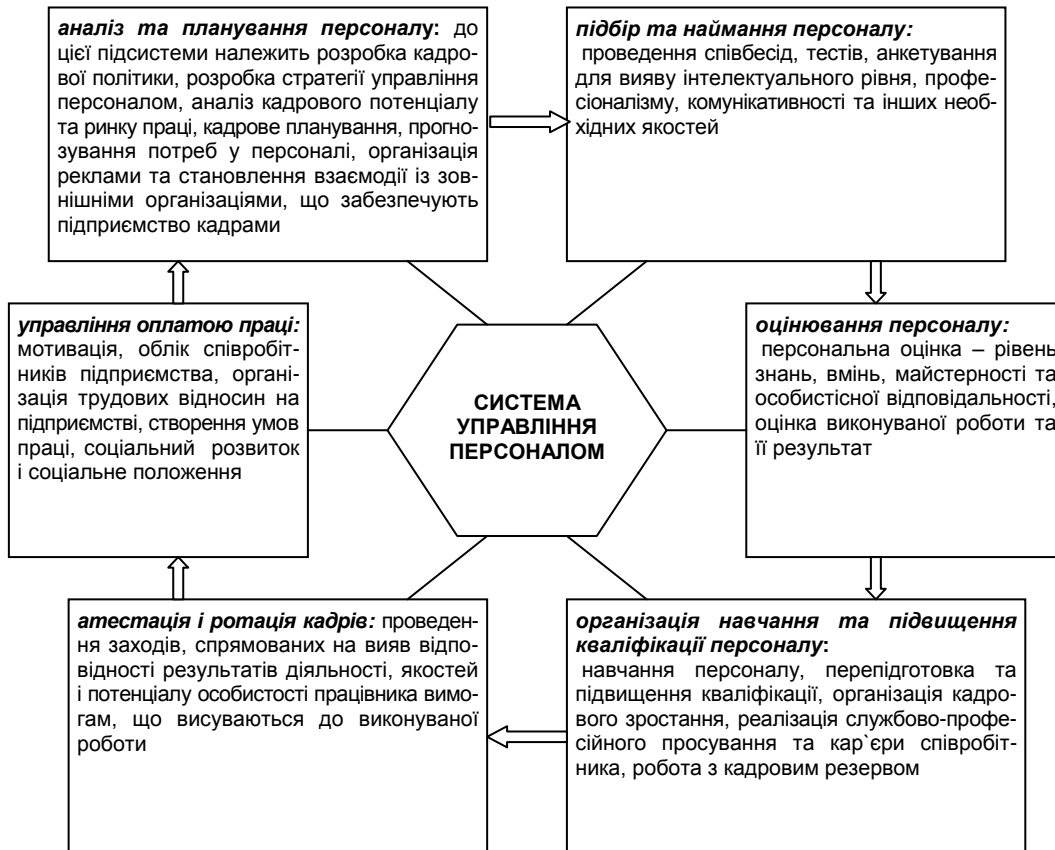 аналіз та планування персоналу: до
цієї підсистеми належить розробка кадро-
вої політики, розробка стратегії управління
персоналом, аналіз кадрового потенціалу
та ринку праці, кадрове планування, прогно-
зування потреб у персоналі, організація
реклами та становлення взаємодії із зов-
нішніми організаціями, що забезпечують
підприємство кадрами
підбір та наймання персоналу:
проведення співбесід, тестів, анкетування
для вияву інтелектуального рівня, профе-
сіоналізму, комунікативності та інших необ-
хідних якостей
управління оплатою праці:
мотивація, облік співробіт-
ників підприємства, органі-
зація трудових відносин на
підприємстві, створення умов
праці, соціальний розвиток
і соціальне положення
СИСТЕМА
УПРАВЛІННЯ
ПЕРСОНАЛОМ
оцінювання персоналу:
персональна оцінка – рівень
знань, вмінь, майстерності та
особистісної відповідальності,
оцінка виконуваної роботи та
її результат
атестація і ротація кадрів: проведен-
ня заходів, спрямованих на вияв відпо-
відності результатів діяльності, якостей
і потенціалу особистості працівника вимо-
гам, що висуваються до виконуваної
роботи
організація навчання та підвищення
кваліфікації персоналу:
навчання персоналу, перепідготовка та
підвищення кваліфікації, організація кадро-
вого зростання, реалізація службово-профе-
сійного просування та кар`єри співробіт-
ника, робота з кадровим резервом